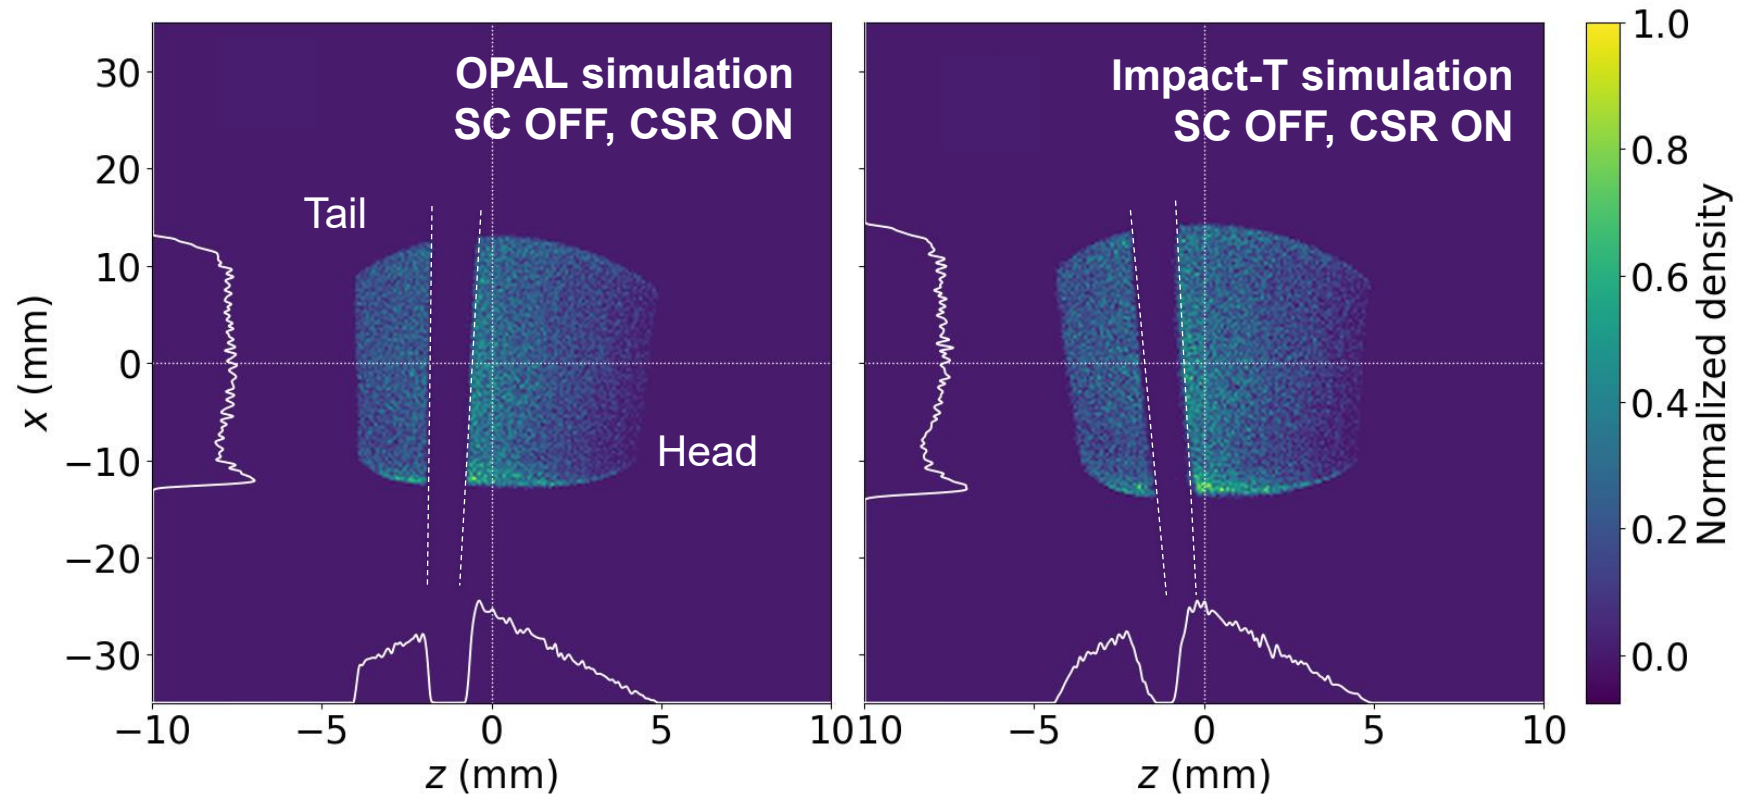 OPAL simulation
SC OFF, CSR ON
Tail
Head
x (mm)
30
20
10
0
−10
−20
−30
−10
−5
0
5
10
z (mm)
Impact-T simulation
SC OFF, CSR ON
10
−5
0
5
10
z (mm)
1.0
0.8
0.6
0.4
0.2
0.0
Normalized density